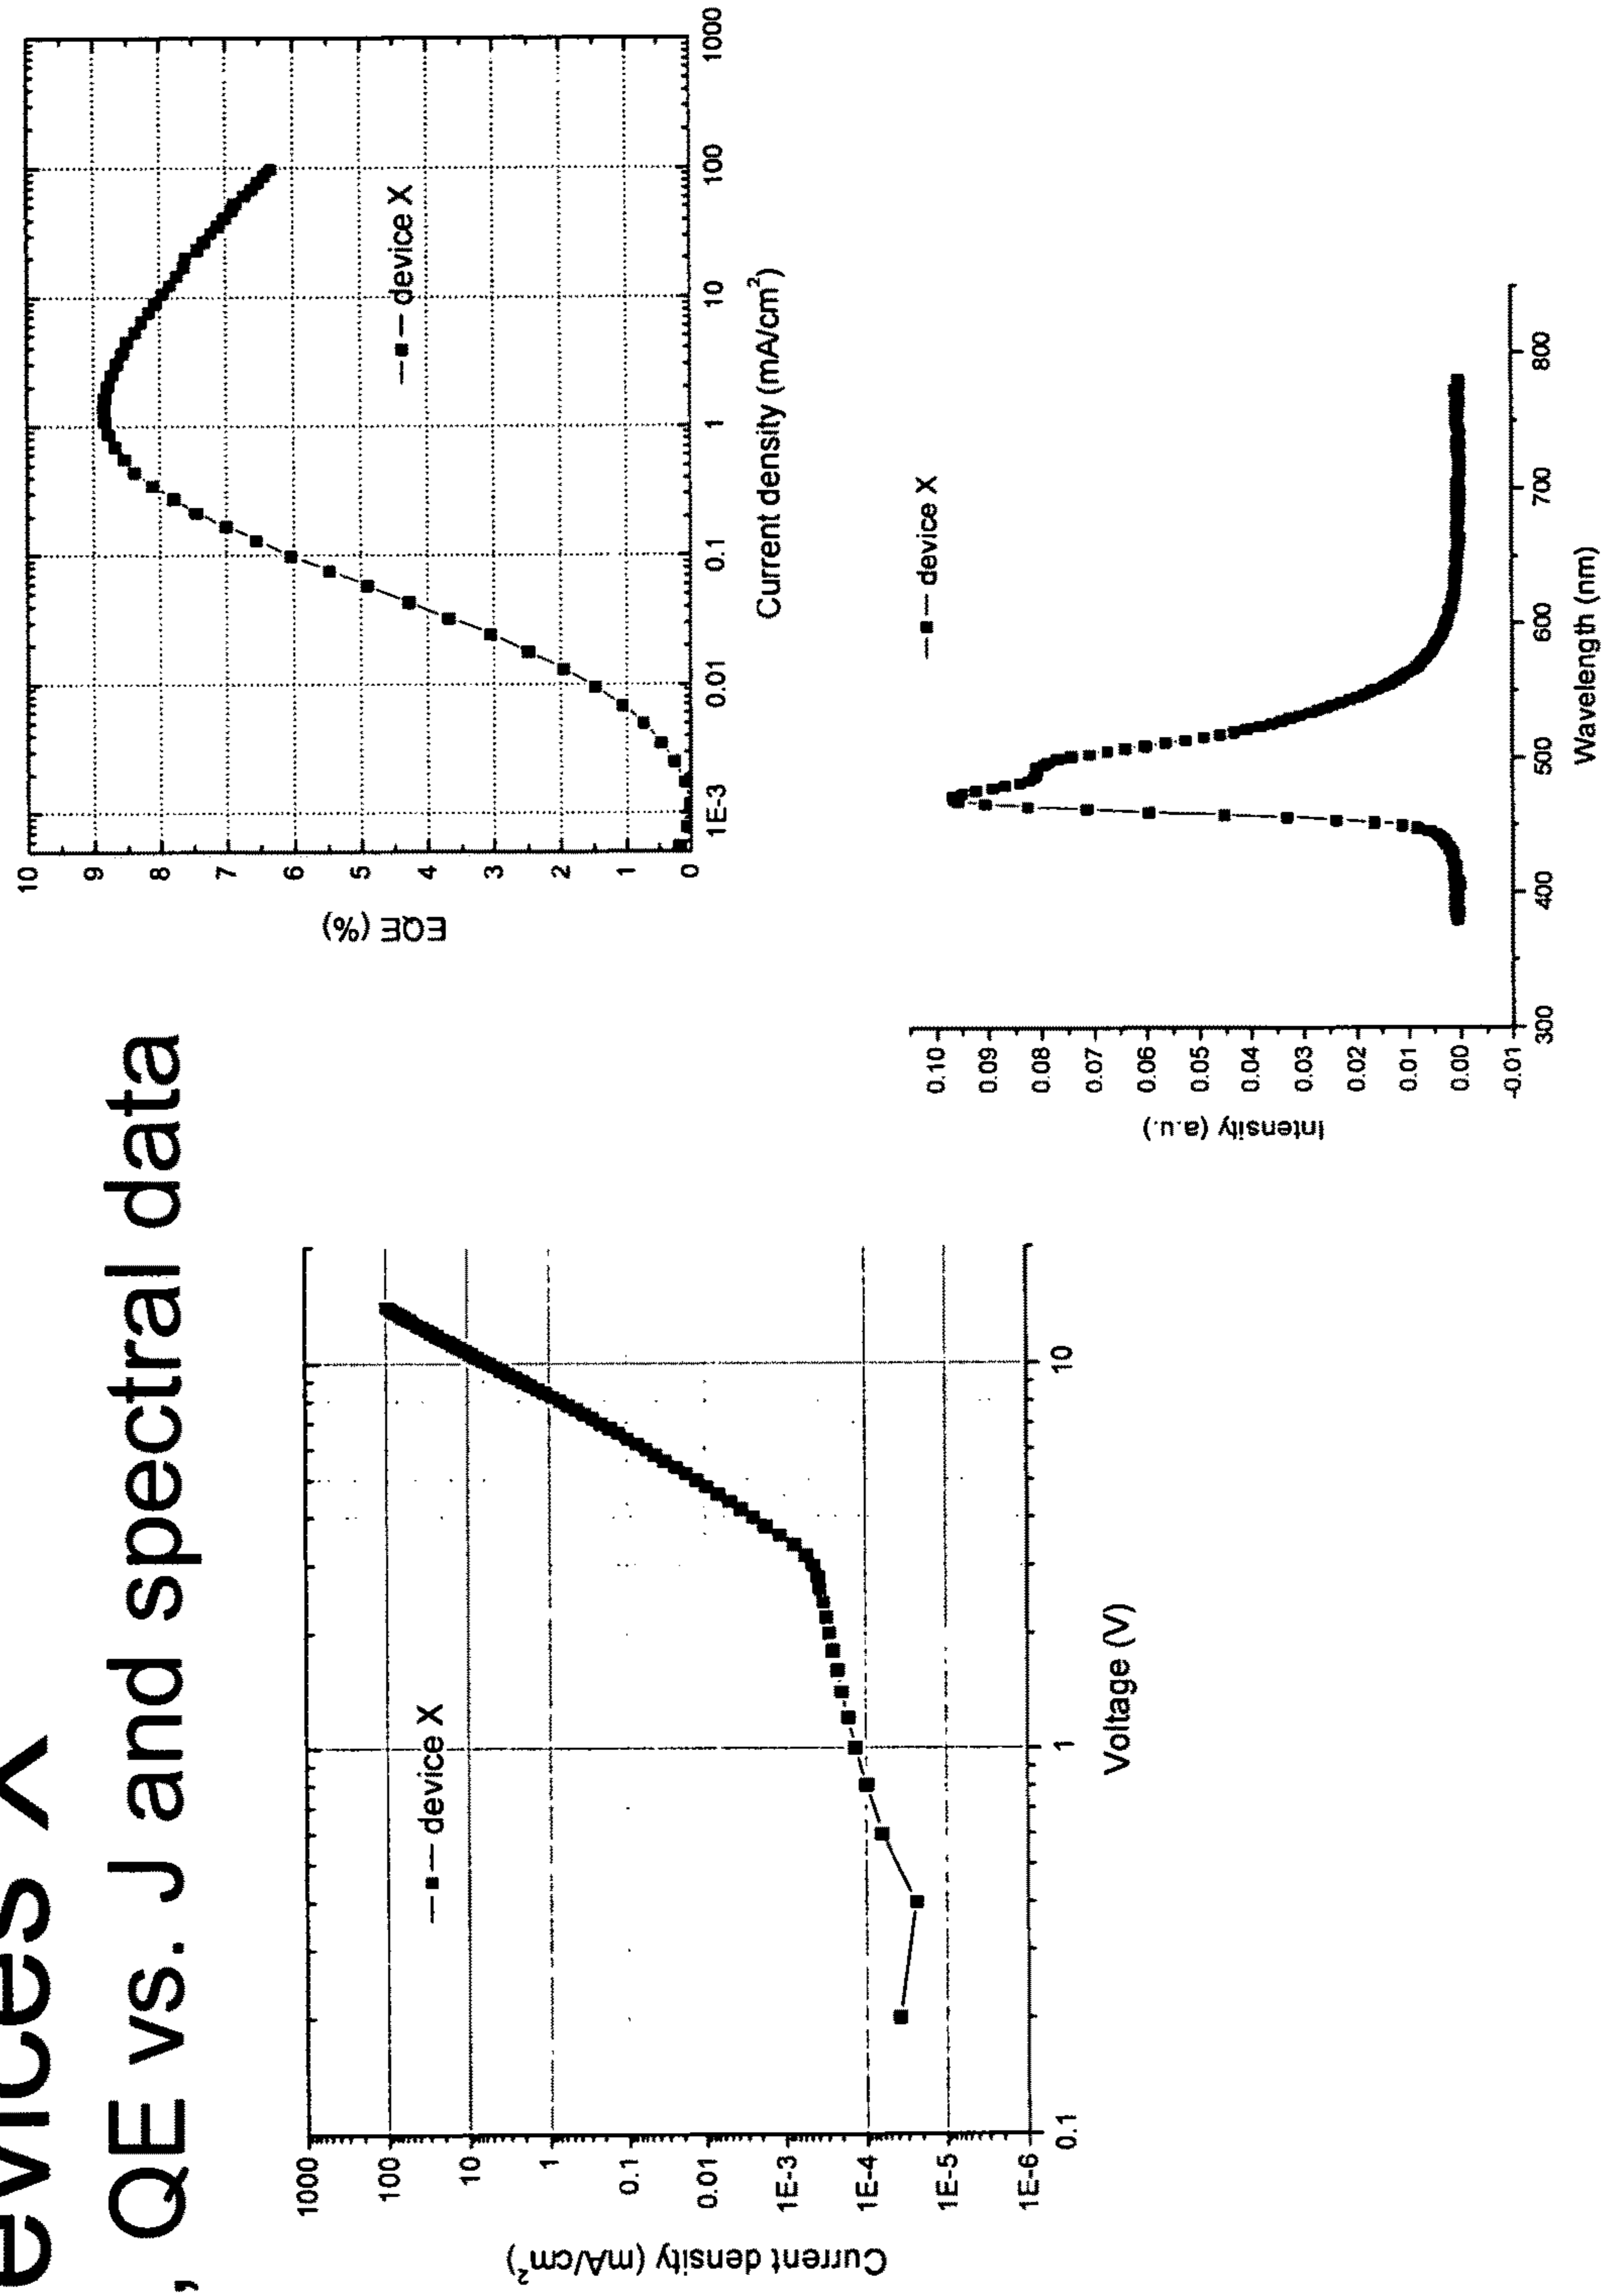 evices X
, QE vs. J and spectral data
Current density (mA/cm²)
1000
100
10
1
0.1
0.01
1E-3
1E-4
1E-5
1E-6
device X
0.1
1
10
Voltage (V)
EQE (%)
10
9
8
7
6
5
4
3
2
1
0
device X
1E-3
0.01
0.1
1
10
100
1000
Current density (mA/cm²)
device X
Intensity (a.u.)
0.10
0.09
0.08
0.07
0.06
0.05
0.04
0.03
0.02
0.01
0.00
-0.01
300
400
500
600
700
800
Wavelength (nm)